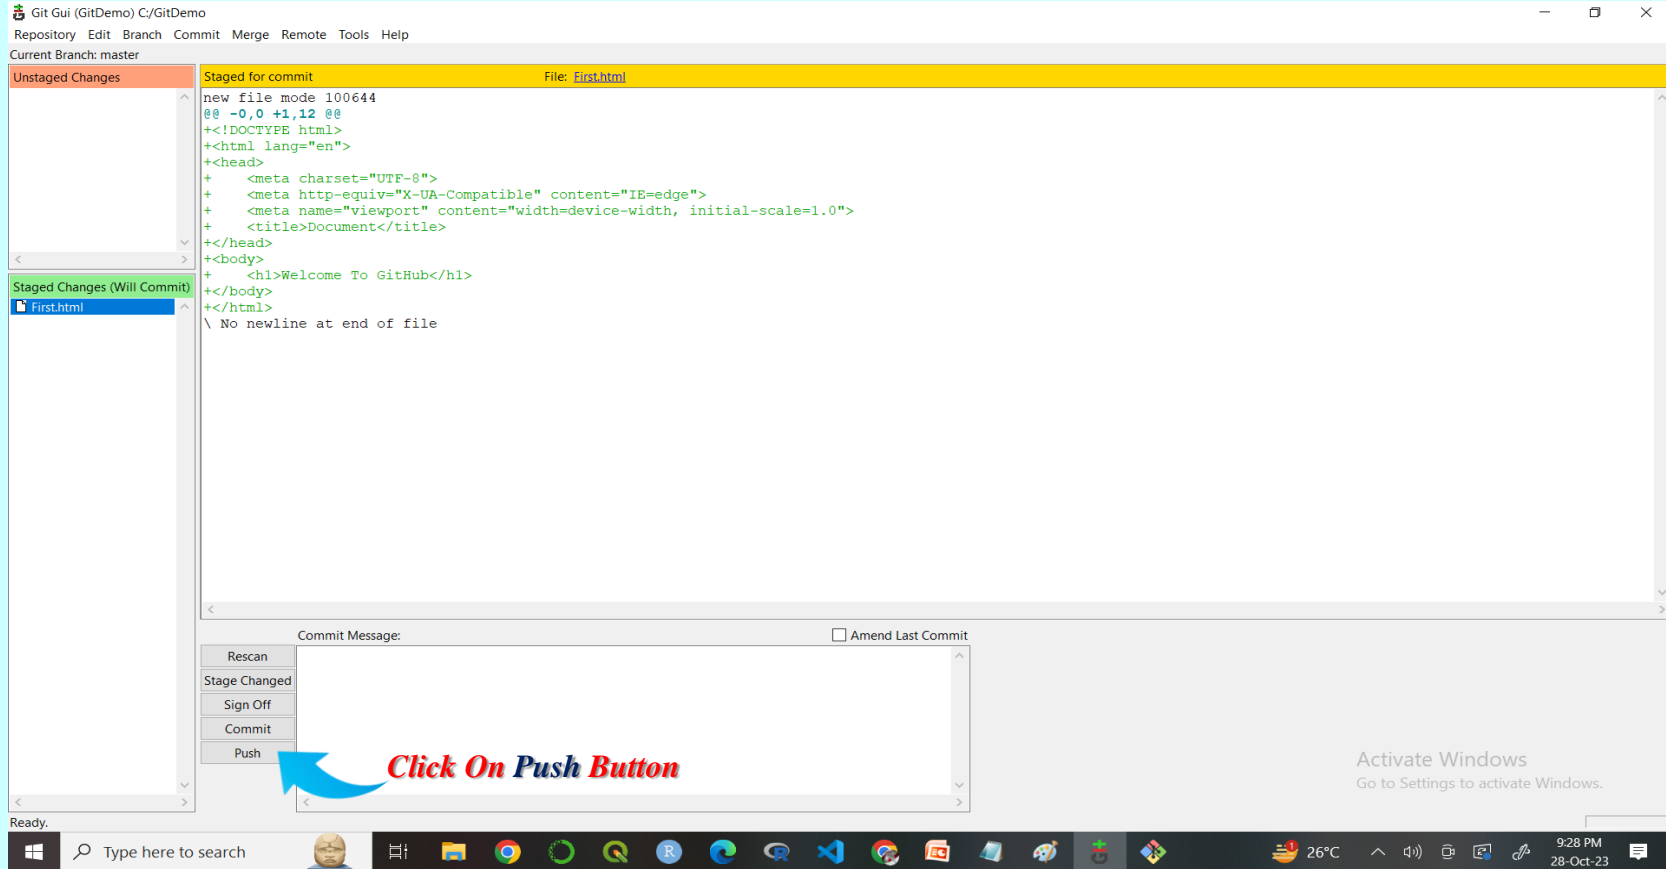 Git Gui (GitDemo) C:/GitDemo
Repository Edit Branch Commit Merge Remote Tools Help
Current Branch: master
Unstaged Changes
Staged for commit File: First.html
new file mode 100644
@@ -0,0 +1,12 @@
+<!DOCTYPE html>
+<html lang="en">
+<head>
+    <meta charset="UTF-8">
+    <meta http-equiv="X-UA-Compatible" content="IE=edge">
+    <meta name="viewport" content="width=device-width, initial-scale=1.0">
+    <title>Document</title>
+</head>
+<body>
+    <h1>Welcome To GitHub</h1>
+</body>
+</html>
\ No newline at end of file
Staged Changes (Will Commit)
First.html
Commit Message: Amend Last Commit
Rescan
Stage Changed
Sign Off
Commit
Push
Click On Push Button
Activate Windows
Go to Settings to activate Windows.
Ready.
Type here to search
1
26°C
9:28 PM
28-Oct-23